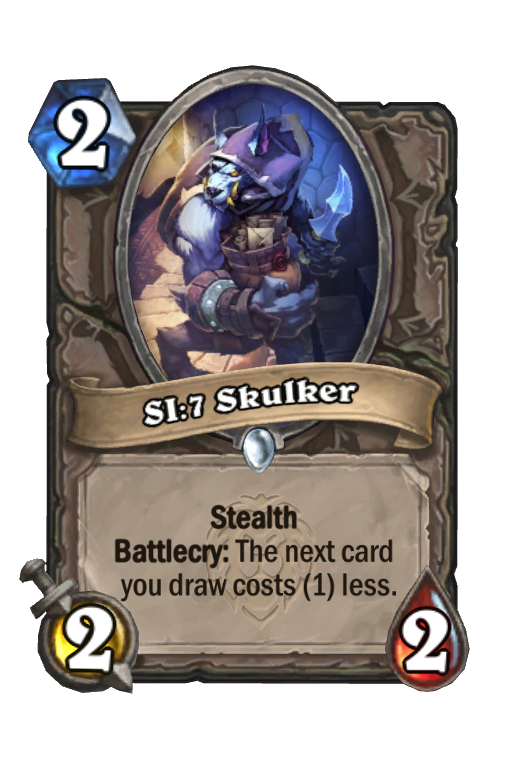 2
SI:7 Skulker
Stealth
Battlecry: The next card
you draw costs (1) less.
2
2